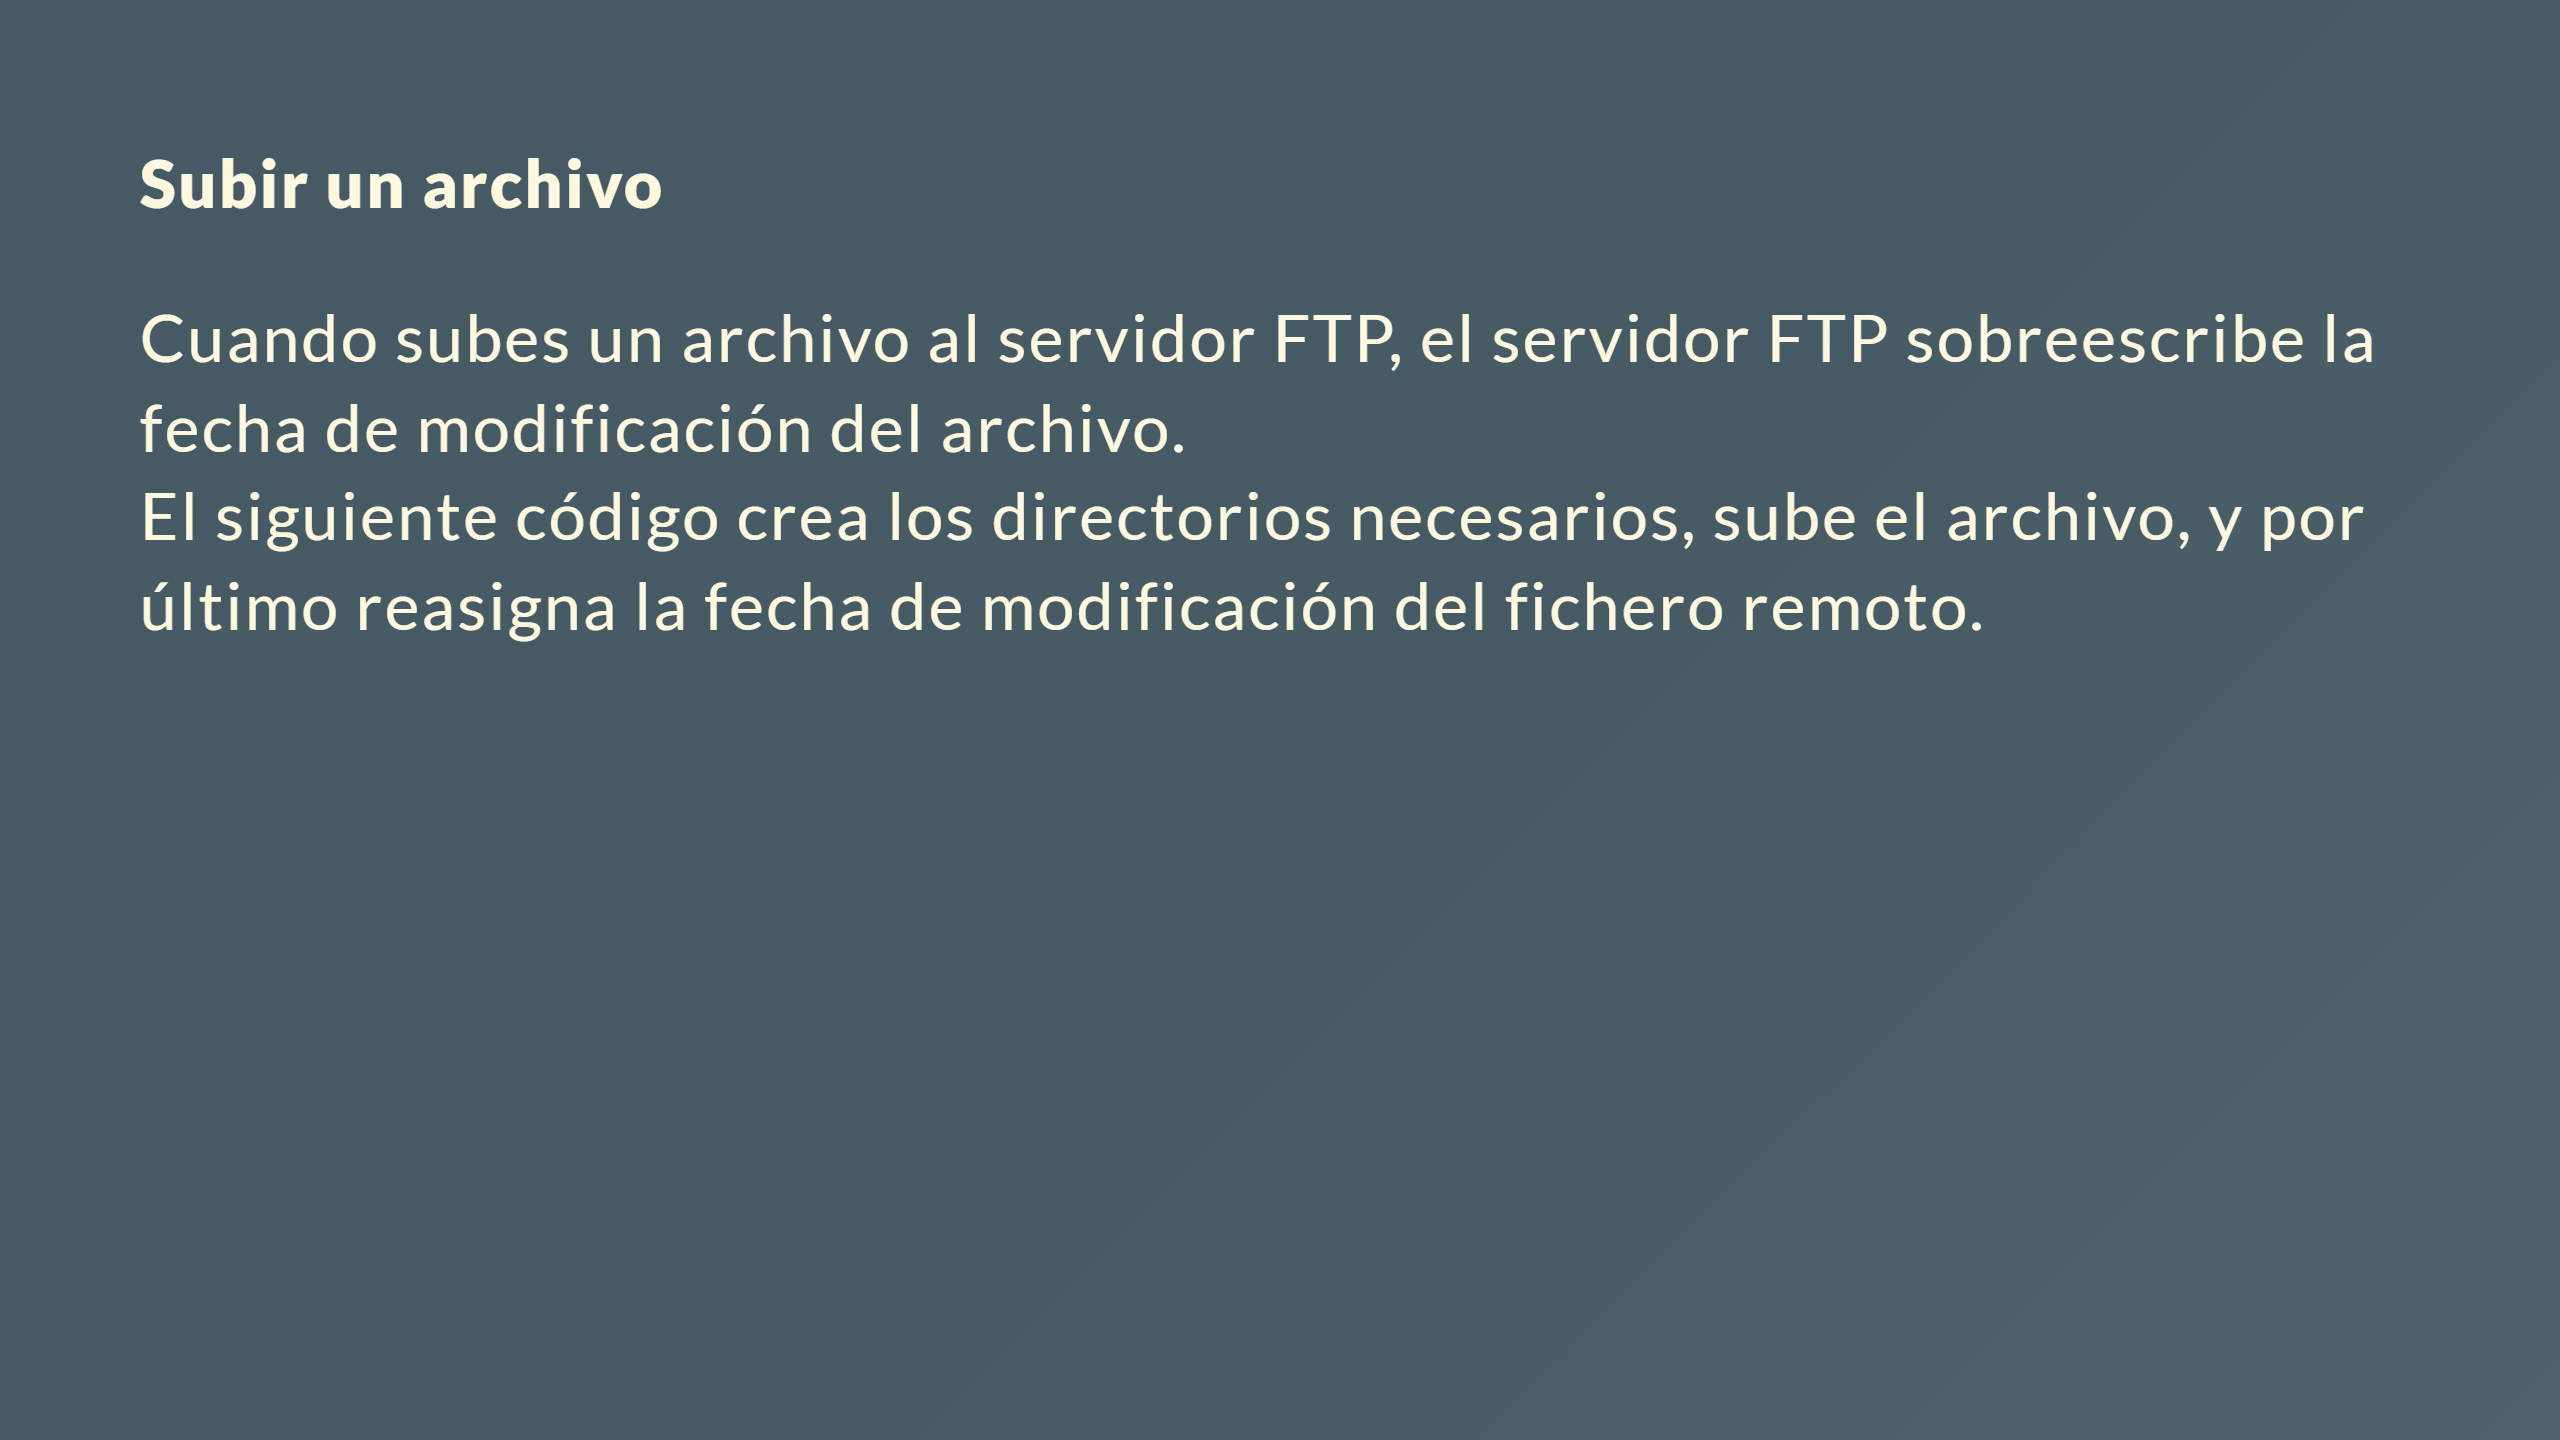 Subir un archivo
Cuando subes un archivo al servidor FTP, el servidor FTP sobreescribe la
fecha de modificación del archivo.
El siguiente código crea los directorios necesarios, sube el archivo, y por
último reasigna la fecha de modificación del fichero remoto.